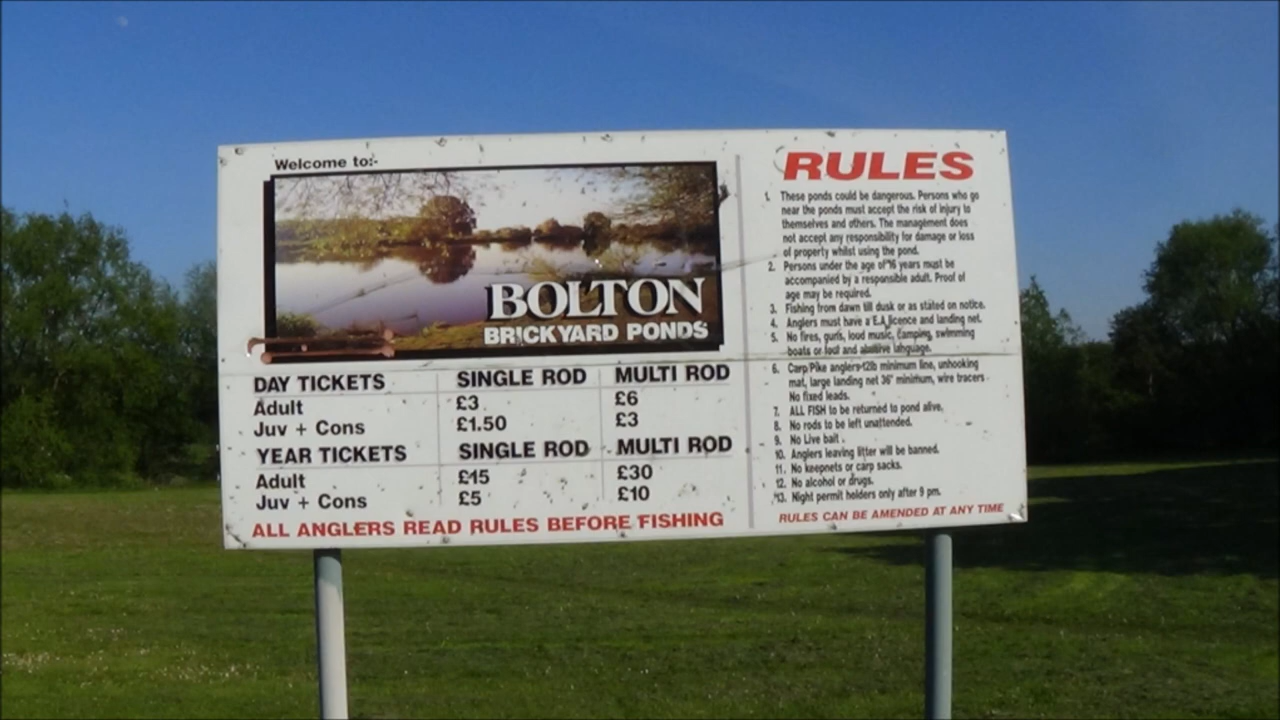 Welcome to:-
BOLTON
BRICKYARD PONDS
DAY TICKETS SINGLE ROD MULTI ROD
Adult £3 £6
Juv + Cons £1.50 £3
YEAR TICKETS SINGLE ROD MULTI ROD
Adult £15 £30
Juv + Cons £5 £10
ALL ANGLERS READ RULES BEFORE FISHING
RULES
1. These ponds could be dangerous. Persons who go
near the ponds must accept the risk of injury to
themselves and others. The management does
not accept any responsibility for damage or loss
of property whilst using the pond.
2. Persons under the age of 16 years must be
accompanied by a responsible adult. Proof of
age may be required.
3. Fishing from dawn till dusk or as stated on notice.
4. Anglers must have a E.A licence and landing net.
5. No fires, guns, loud music, camping, swimming
boats or foul and abusive language.
6. Carp/Pike anglers-12lb minimum line, unhooking
mat, large landing net 36" minimum, wire tracers
No fixed leads.
7. ALL FISH to be returned to pond alive.
8. No rods to be left unattended.
9. No Live bait .
10. Anglers leaving litter will be banned.
11. No keepnets or carp sacks.
12. No alcohol or drugs.
13. Night permit holders only after 9 pm.
RULES CAN BE AMENDED AT ANY TIME